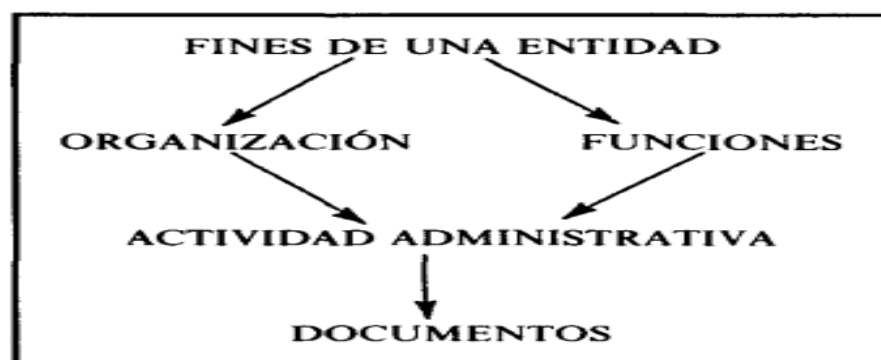 FINES DE UNA ENTIDAD
ORGANIZACIÓN FUNCIONES
ACTIVIDAD ADMINISTRATIVA
DOCUMENTOS